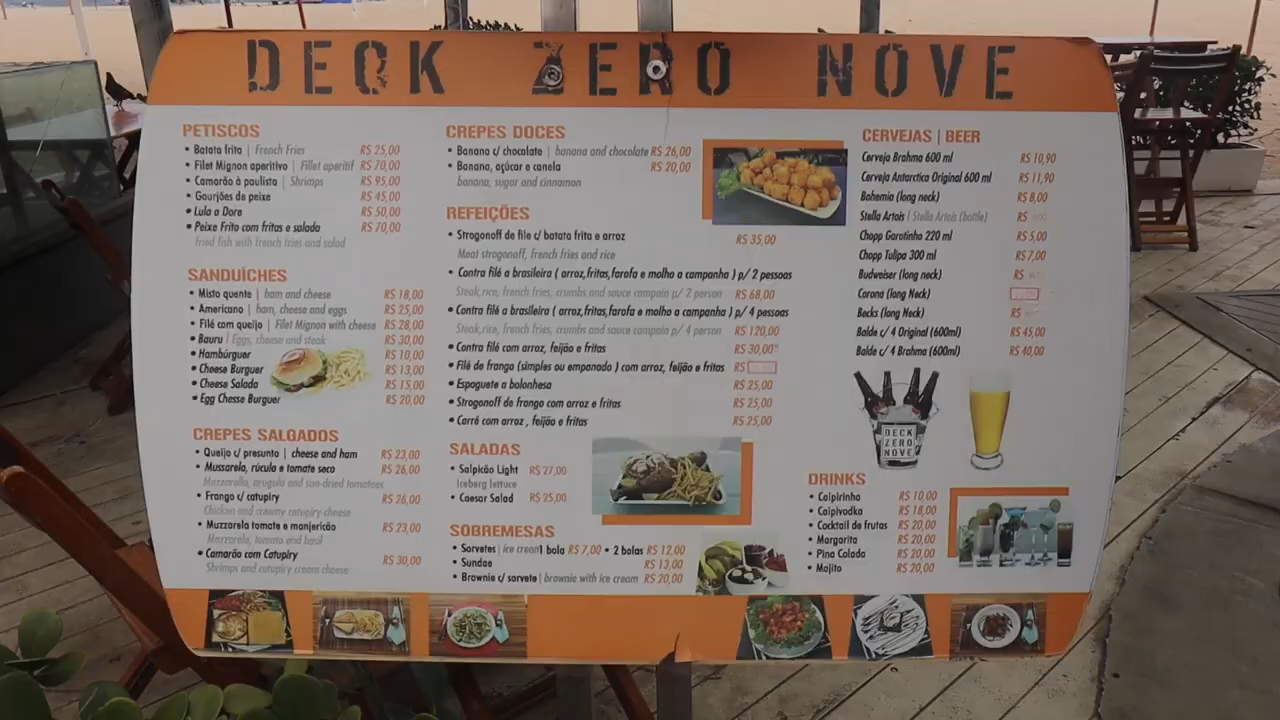 DECK ZERO NOVE
PETISCOS
• Batata frita | French Fries R$ 25,00
• Filet Mignon aperitivo | Fillet aperitif R$ 70,00
• Camarão à paulista | Shrimps R$ 95,00
• Gourjões de peixe R$ 45,00
• Lula a Dore R$ 50,00
• Peixe Frito com fritas e salada R$ 70,00
fried fish with french fries and salad
SANDUÍCHES
• Misto quente | ham and cheese R$ 18,00
• Americano | ham, cheese and eggs R$ 25,00
• Filé com queijo | Filet Mignon with cheese R$ 28,00
• Bauru | Eggs, cheese and steak R$ 30,00
• Hambúrguer R$ 10,00
• Cheese Burguer R$ 13,00
• Cheese Salada R$ 15,00
• Egg Chesse Burguer R$ 20,00
CREPES SALGADOS
• Queijo c/ presunto | cheese and ham R$ 23,00
• Mussarela, rúcula e tomate seco R$ 26,00
Mozzarella, arugula and sun-dried tomatoes
• Frango c/ catupiry R$ 26,00
Chicken and creamy catupiry cheese
• Muzzarela tomate e manjericão R$ 23,00
Mozzarela, tomato and basil
• Camarão com Catupiry R$ 30,00
Shrimps and catupiry cream cheese
CREPES DOCES
• Banana c/ chocolate | banana and chocolate R$ 26,00
• Banana, açúcar e canela R$ 20,00
banana, sugar and cinnamon
REFEIÇÕES
• Strogonoff de file c/ batata frita e arroz R$ 35,00
Meat strogonoff, french fries and rice
• Contra filé a brasileira ( arroz,fritas,farofa e molho a campanha ) p/ 2 pessoas
Steak,rice, french fries, crumbs and sauce campain p/ 2 person R$ 68,00
• Contra filé a brasileira ( arroz,fritas,farofa e molho a campanha ) p/ 4 pessoas
Steak,rice, french fries, crumbs and sauce campain p/ 4 person R$ 120,00
• Contra filé com arroz, feijão e fritas R$ 30,00
• Filé de frango (simples ou empanado ) com arroz, feijão e fritas R$
• Espaguete a bolonhesa R$ 25,00
• Strogonoff de frango com arroz e fritas R$ 25,00
• Carré com arroz , feijão e fritas R$ 25,00
SALADAS
• Salpicão Light R$ 27,00
Iceberg lettuce
• Caesar Salad R$ 25,00
SOBREMESAS
• Sorvetes | ice cream 1 bola R$ 7,00 • 2 bolas R$ 12,00
• Sundae R$ 13,00
• Brownie c/ sorvete | brownie with ice cream R$ 20,00
CERVEJAS | BEER
Cerveja Brahma 600 ml R$ 10,90
Cerveja Antarctica Original 600 ml R$ 11,90
Bohemia (long neck) R$ 8,00
Stella Artois | Stella Artois (bottle) R$
Chopp Garotinho 220 ml R$ 5,00
Chopp Tulipa 300 ml R$ 7,00
Budweiser (long neck) R$
Corona (long Neck)
Becks (long Neck) R$
Balde c/ 4 Original (600ml) R$ 45,00
Balde c/ 4 Brahma (600ml) R$ 40,00
DECK
ZERO
NOVE
DRINKS
• Caipirinha R$ 10,00
• Caipivodka R$ 18,00
• Cocktail de frutas R$ 20,00
• Margarita R$ 20,00
• Pina Colada R$ 20,00
• Mojito R$ 20,00